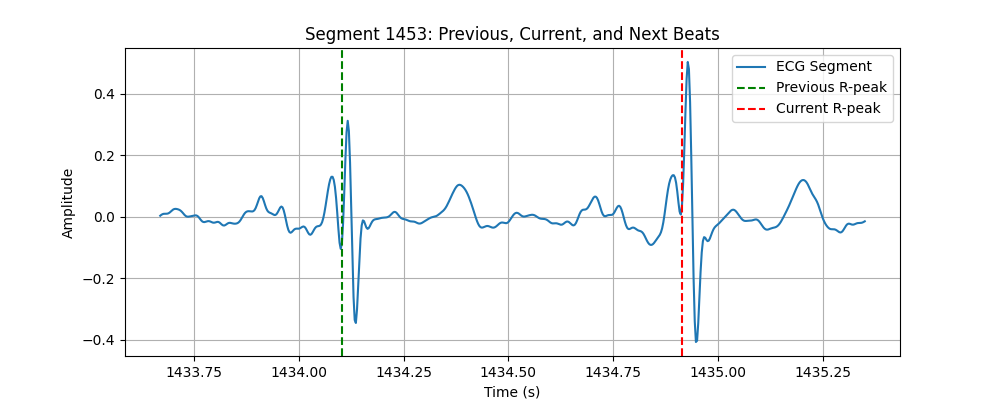 Segment 1453: Previous, Current, and Next Beats
ECG Segment
Previous R-peak
Current R-peak
Amplitude
0.4
0.2
0.0
−0.2
−0.4
1433.75 1434.00 1434.25 1434.50 1434.75 1435.00 1435.25
Time (s)